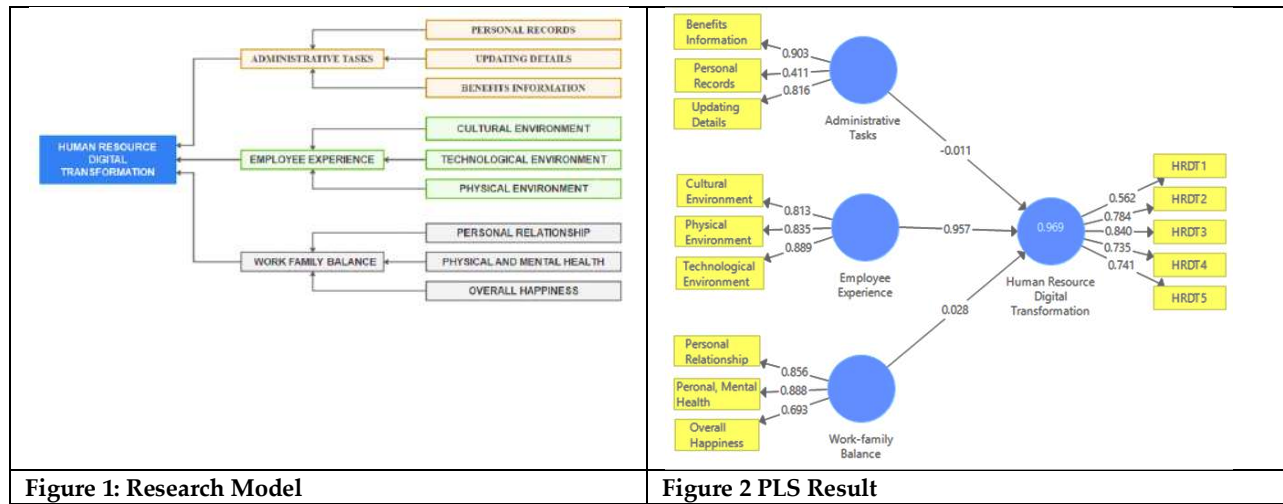 PERSONAL RECORDS
ADMINISTRATIVE TASKS
UPDATING DETAILS
BENEFITS INFORMATION
CULTURAL ENVIRONMENT
HUMAN RESOURCE
DIGITAL
TRANSFORMATION
EMPLOYEE EXPERIENCE
TECHNOLOGICAL ENVIRONMENT
PHYSICAL ENVIRONMENT
PERSONAL RELATIONSHIP
WORK FAMILY BALANCE
PHYSICAL AND MENTAL HEALTH
OVERALL HAPPINESS
Figure 1: Research Model
Benefits
Information
0.903
Personal
Records
0.411
Updating
Details
0.816
Administrative
Tasks
-0.011
Cultural
Environment
0.813
Physical
Environment
0.835
Technological
Environment
0.889
Employee
Experience
0.957
0.969
Human Resource
Digital
Transformation
0.562
HRDT1
0.784
HRDT2
0.840
HRDT3
0.735
HRDT4
0.741
HRDT5
0.028
Personal
Relationship
0.856
Peronal, Mental
Health
0.888
Overall
Happiness
0.693
Work-family
Balance
Figure 2 PLS Result